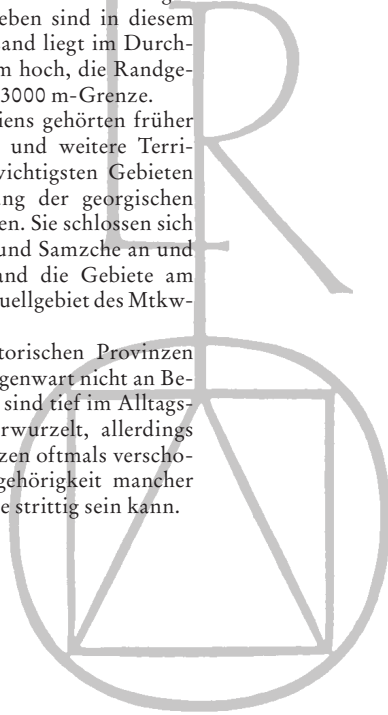 eben sind in diesem
and liegt im Durch-
m hoch, die Randge-
3000 m-Grenze.
iens gehörten früher
und weitere Terri-
wichtigsten Gebieten
ung der georgischen
en. Sie schlossen sich
und Samzche an und
and die Gebiete am
uellgebiet des Mtkw-
torischen Provinzen
genwart nicht an Be-
sind tief im Alltags-
rwurzelt, allerdings
zen oftmals verscho-
gehörigkeit mancher
e strittig sein kann.
LR